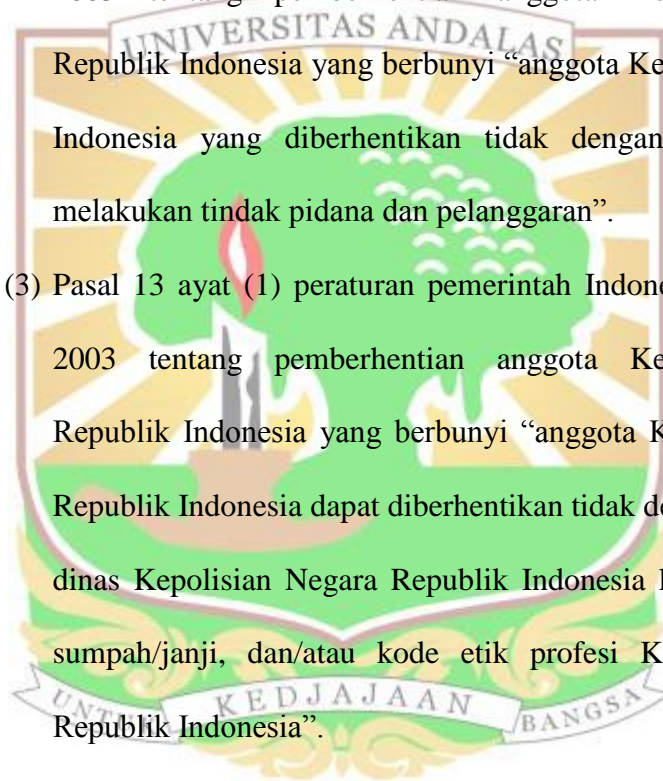 UNIVERSITAS ANDALAS
Republik Indonesia yang berbunyi “anggota Ke
Indonesia yang diberhentikan tidak dengan
melakukan tindak pidana dan pelanggaran”.
(3) Pasal 13 ayat (1) peraturan pemerintah Indone
2003 tentang pemberhentian anggota Ke
Republik Indonesia yang berbunyi “anggota K
Republik Indonesia dapat diberhentikan tidak de
dinas Kepolisian Negara Republik Indonesia
sumpah/janji, dan/atau kode etik profesi K
UNTUK KEDJAJAAN BANGSA
Republik Indonesia”.